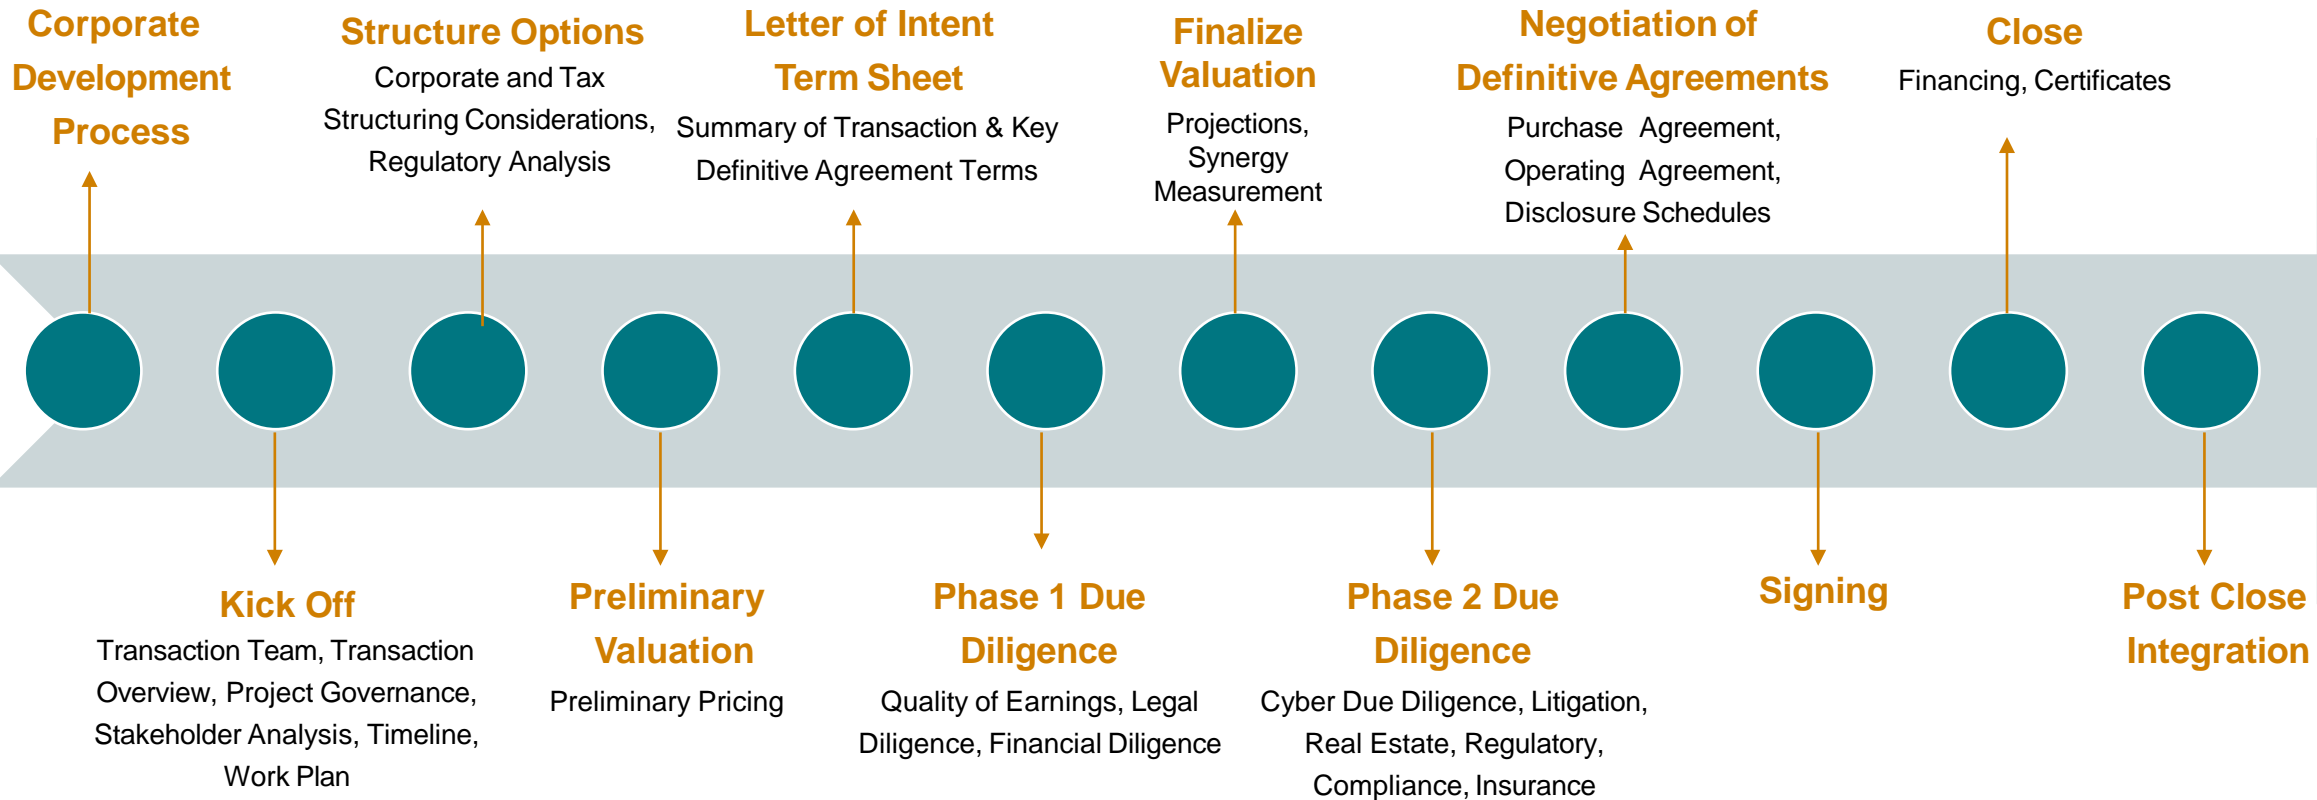 Corporate
Development
Process
Structure Options
Corporate and Tax
Structuring Considerations,
Regulatory Analysis
Letter of Intent
Term Sheet
Summary of Transaction & Key
Definitive Agreement Terms
Finalize
Valuation
Projections,
Synergy
Measurement
Negotiation of
Definitive Agreements
Purchase Agreement,
Operating Agreement,
Disclosure Schedules
Close
Financing, Certificates
Kick Off
Transaction Team, Transaction
Overview, Project Governance,
Stakeholder Analysis, Timeline,
Work Plan
Preliminary
Valuation
Preliminary Pricing
Phase 1 Due
Diligence
Quality of Earnings, Legal
Diligence, Financial Diligence
Phase 2 Due
Diligence
Cyber Due Diligence, Litigation,
Real Estate, Regulatory,
Compliance, Insurance
Signing
Post Close
Integration